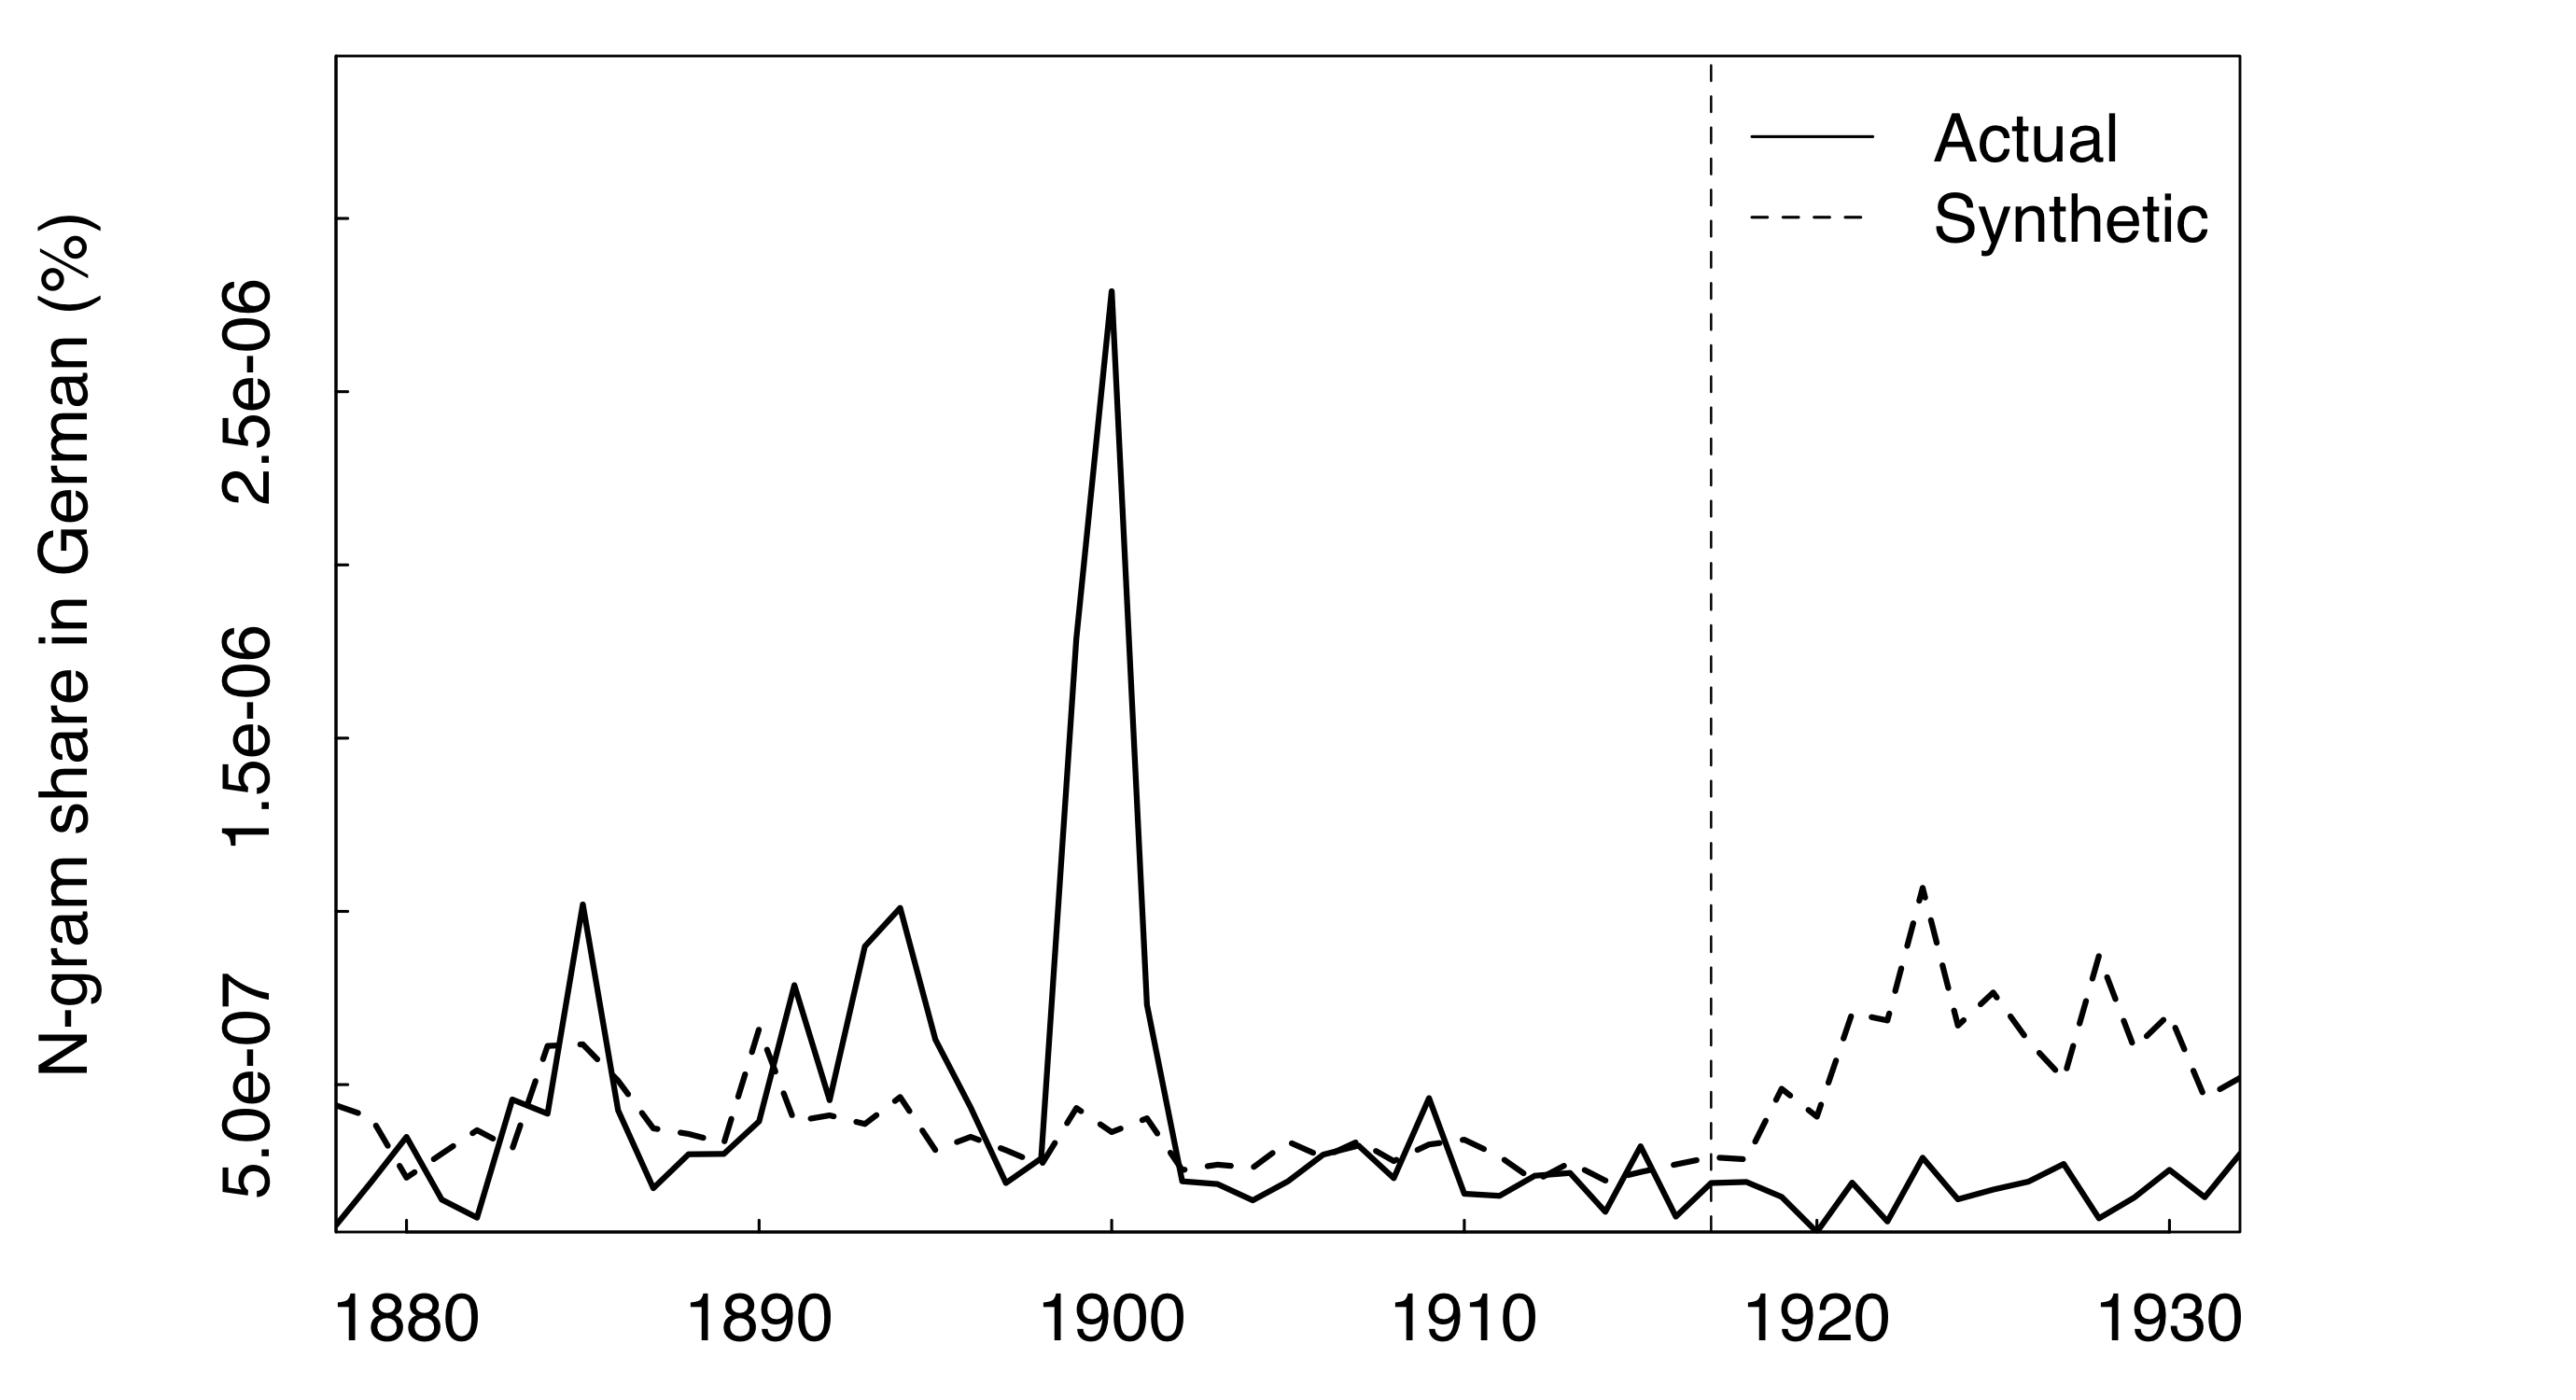 N-gram share in German (%)
2.5e-06
1.5e-06
5.0e-07
Actual
Synthetic
1880 1890 1900 1910 1920 1930